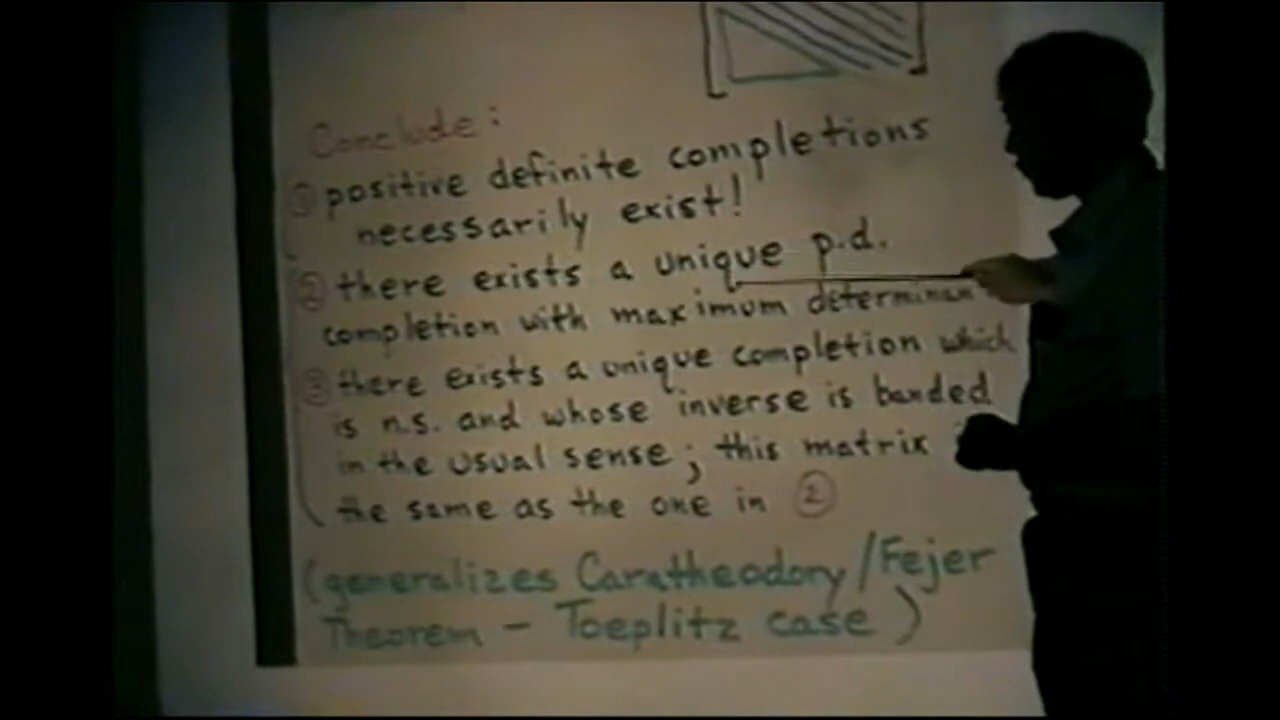 Conclude:
① positive definite completions
necessarily exist!
② there exists a unique p.d.
completion with maximum determinan
③ there exists a unique completion which
is n.s. and whose inverse is banded
in the usual sense; this matrix
the same as the one in ②
(generalizes Caratheodory/Fejer
Theorem - Toeplitz case)